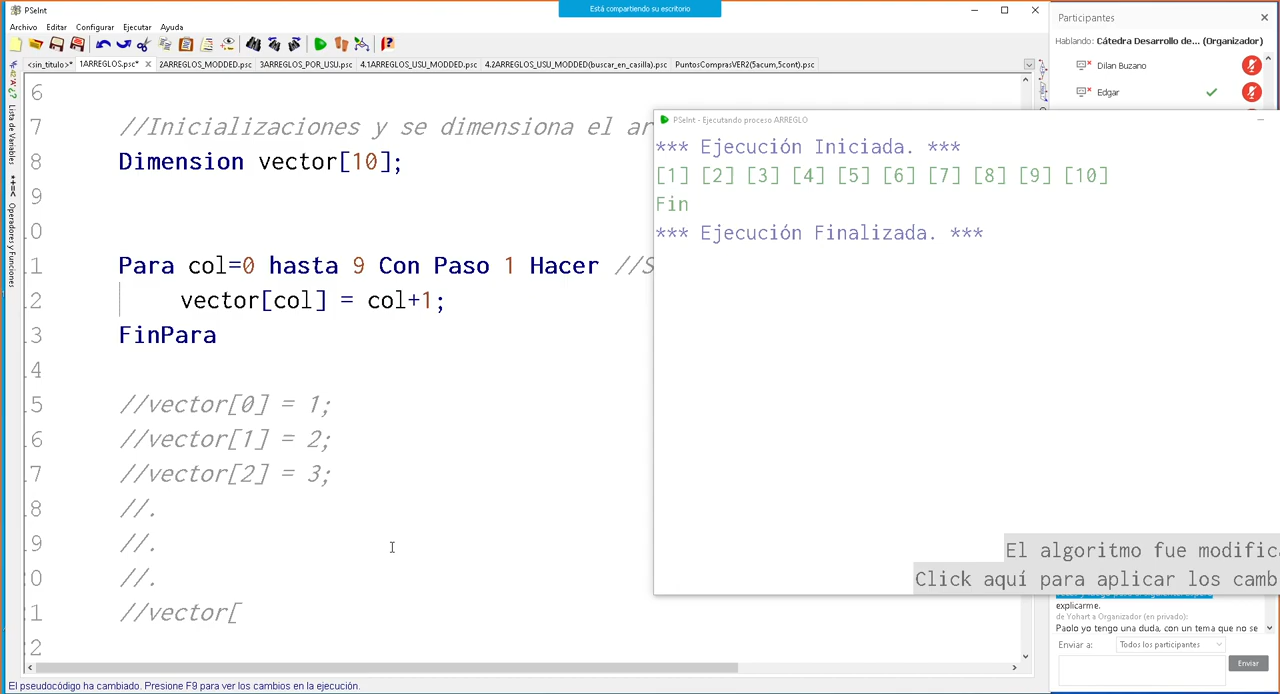 Está compartiendo su escritorio
PSeInt
Archivo Editar Configurar Ejecutar Ayuda
<sin_titulo>* 1ARREGLOS.psc* 2ARREGLOS_MODDED.psc 3ARREGLOS_POR_USU.psc 4.1ARREGLOS_USU_MODDED.psc 4.2ARREGLOS_USU_MODDED(buscar_en_casilla).psc PuntosComprasVER2(5acum,5cont).psc
Lista de Variables
Operadores y Funciones
6
7 //Inicializaciones y se dimensiona el ar
8 Dimension vector[10];
9
0
1 Para col=0 hasta 9 Con Paso 1 Hacer //S
2 vector[col] = col+1;
3 FinPara
4
5 //vector[0] = 1;
6 //vector[1] = 2;
7 //vector[2] = 3;
8 //.
9 //.
0 //.
1 //vector[
2
El pseudocódigo ha cambiado. Presione F9 para ver los cambios en la ejecución.
PSeInt - Ejecutando proceso ARREGLO
*** Ejecución Iniciada. ***
[1] [2] [3] [4] [5] [6] [7] [8] [9] [10]
Fin
*** Ejecución Finalizada. ***
El algoritmo fue modific
Click aquí para aplicar los camb
Participantes
Hablando: Cátedra Desarrollo de... (Organizador)
Dilan Buzano
Edgar
explicarme.
de Yohart a Organizador (en privado):
Paolo yo tengo una duda, con un tema que no se
Enviar a: Todos los participantes
Enviar